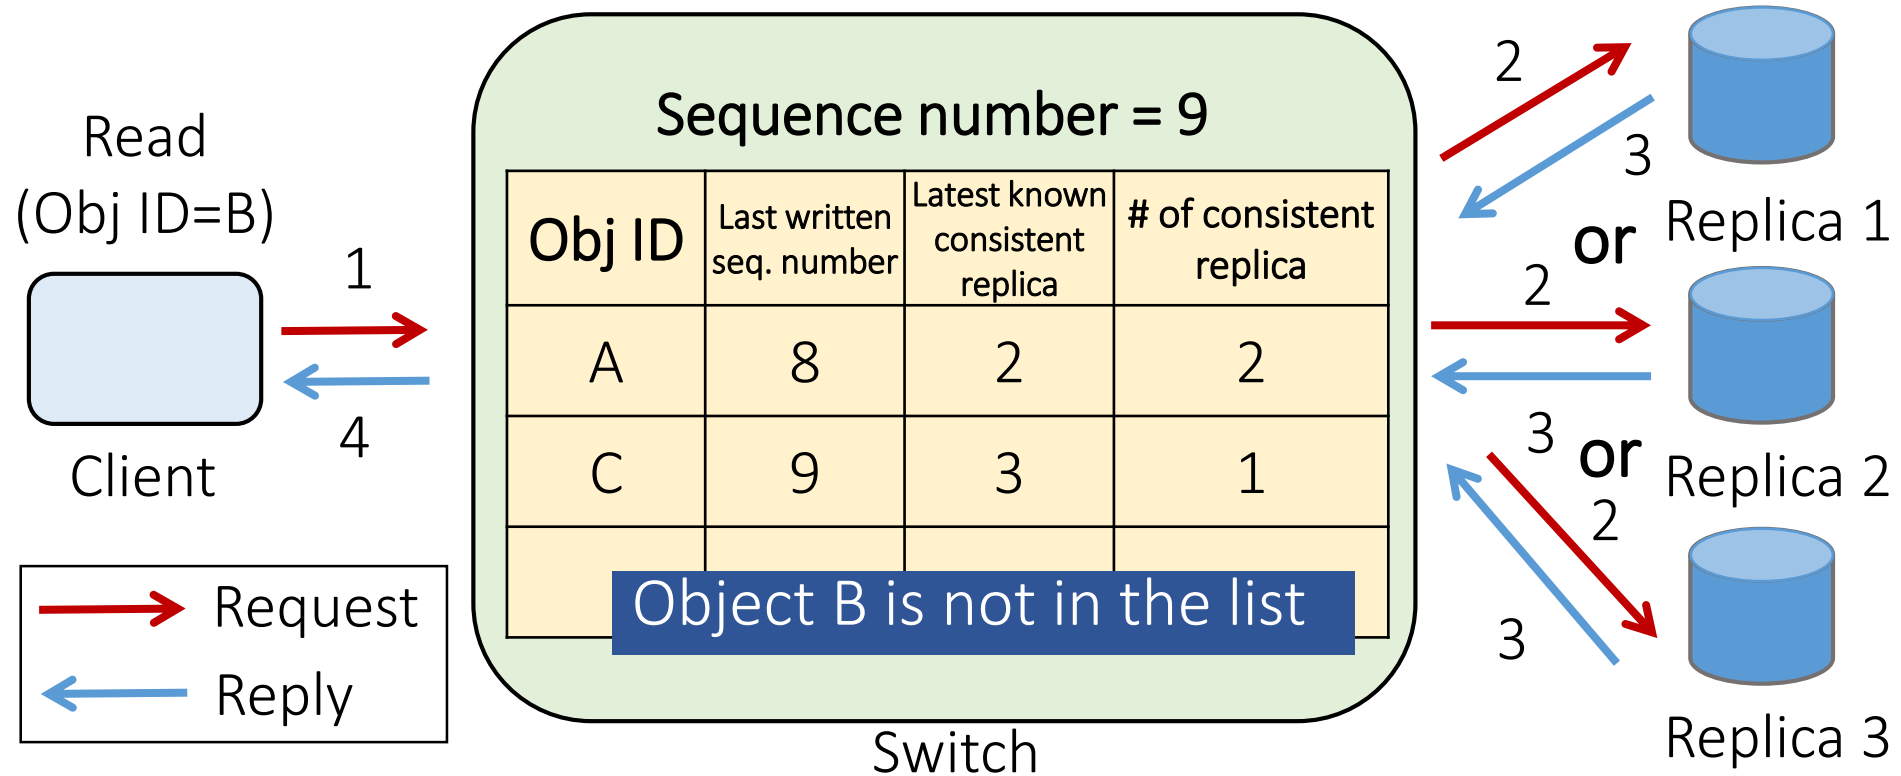 Read
(Obj ID=B)
1
4
Client
Request
Reply
Sequence number = 9
Obj ID
Last written
seq. number
Latest known
consistent
replica
# of consistent
replica
A 8 2 2
C 9 3 1
Object B is not in the list
Switch
2
3
Replica 1
or
2
3
Replica 2
or
2
3
Replica 3